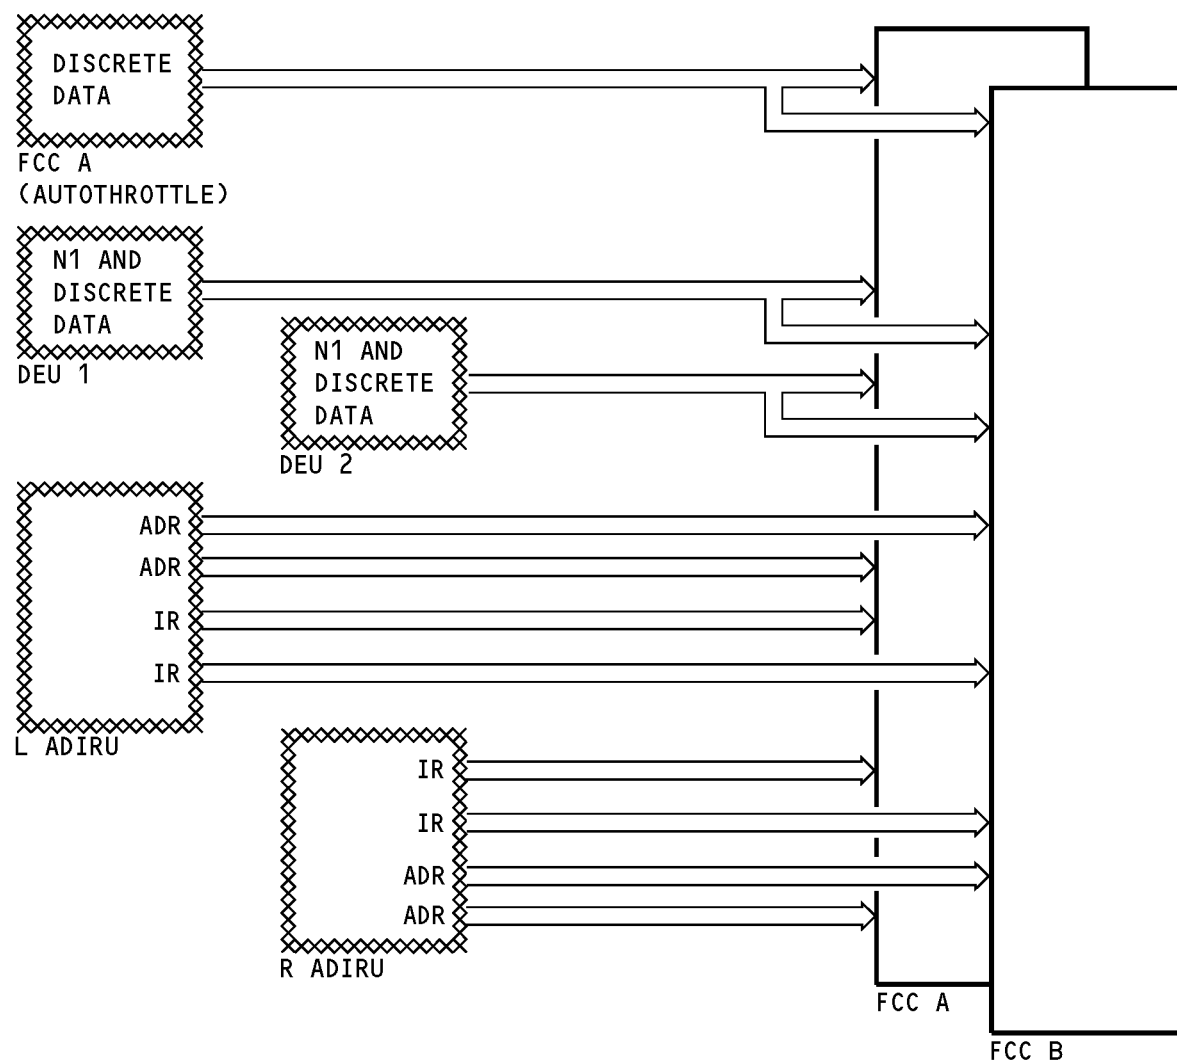 DISCRETE
DATA
FCC A
(AUTOTHROTTLE)
N1 AND
DISCRETE
DATA
DEU 1
N1 AND
DISCRETE
DATA
DEU 2
ADR
ADR
IR
IR
L ADIRU
IR
IR
ADR
ADR
R ADIRU
FCC A
FCC B